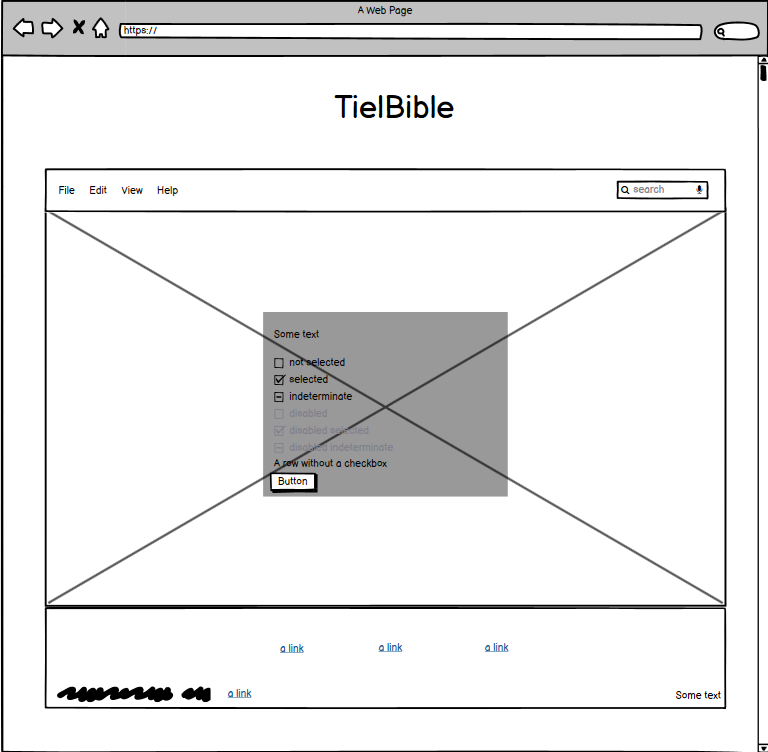 A Web Page
https://
TielBible
File Edit View Help search
Some text
not selected
selected
indeterminate
disabled
disabled selected
disabled indeterminate
A row without a checkbox
Button
a link a link a link
a link Some text